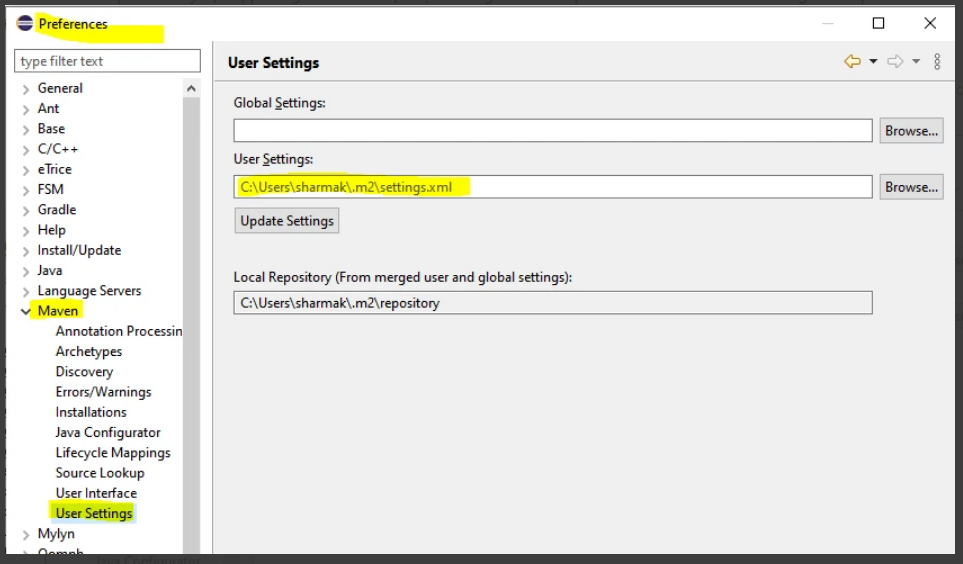 Preferences
type filter text
General
Ant
Base
C/C++
eTrice
FSM
Gradle
Help
Install/Update
Java
Language Servers
Maven
Annotation Processin
Archetypes
Discovery
Errors/Warnings
Installations
Java Configurator
Lifecycle Mappings
Source Lookup
User Interface
User Settings
Mylyn
Oomph
User Settings
Global Settings:
Browse...
User Settings:
C:\Users\sharmak\.m2\settings.xml
Browse...
Update Settings
Local Repository (From merged user and global settings):
C:\Users\sharmak\.m2\repository
Java Configurator